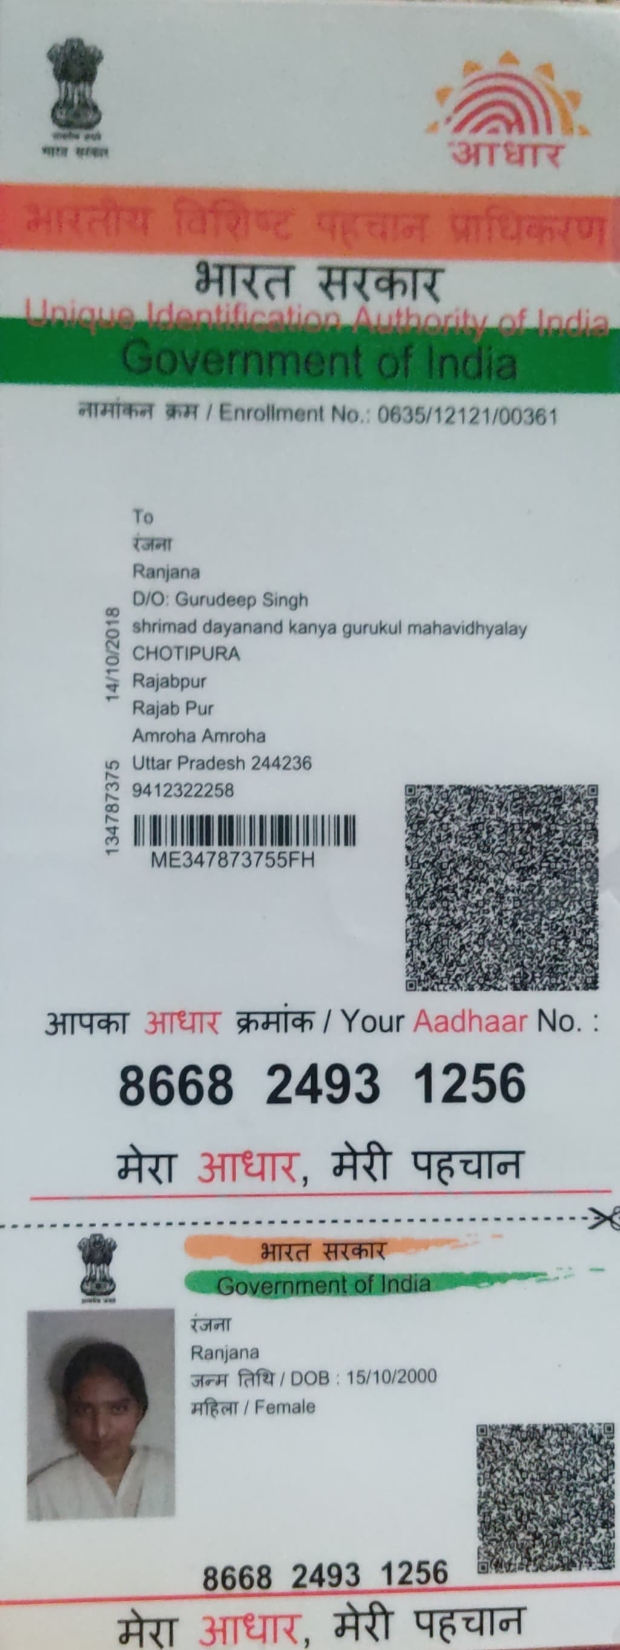 भारत सरकार
आधार
भारतीय विशिष्ट पहचान प्राधिकरण
भारत सरकार
Unique Identification Authority of India
Government of India
नामांकन क्रम / Enrollment No.: 0635/12121/00361
To
रंजना
Ranjana
D/O: Gurudeep Singh
shrimad dayanand kanya gurukul mahavidhyalay
CHOTIPURA
Rajabpur
Rajab Pur
Amroha Amroha
Uttar Pradesh 244236
9412322258
14/10/2018
134787375
ME347873755FH
आपका आधार क्रमांक / Your Aadhaar No. :
8668 2493 1256
मेरा आधार, मेरी पहचान
भारत सरकार
Government of India
रंजना
Ranjana
जन्म तिथि / DOB : 15/10/2000
महिला / Female
8668 2493 1256
मेरा आधार, मेरी पहचान